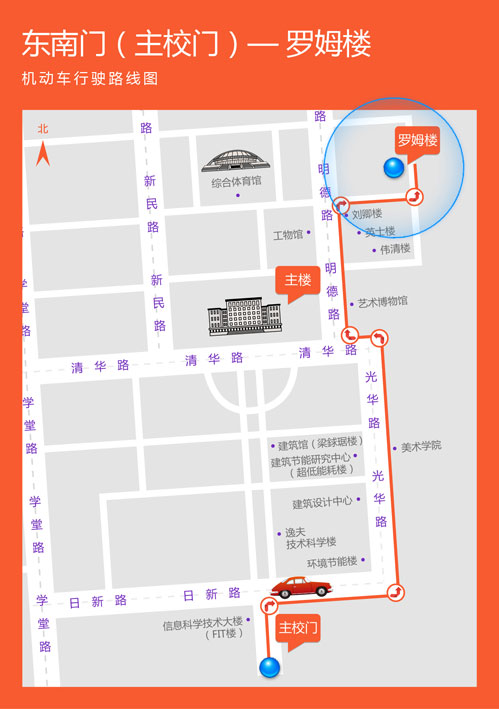 东南门（主校门）— 罗姆楼
机动车行驶路线图
北
路
路
罗姆楼
综合体育馆
新民路
明德路
刘卿楼
英士楼
伟清楼
工物馆
主楼
新民路
明德路
艺术博物馆
学
路
清华路
清华路
清华路
光华路
学堂路
建筑馆（梁銶琚楼）
建筑节能研究中心
（超低能耗楼）
美术学院
光华路
建筑设计中心
学堂路
逸夫
技术科学楼
环境节能楼
学堂路
日新路
日新路
信息科学技术大楼
（FIT楼）
主校门